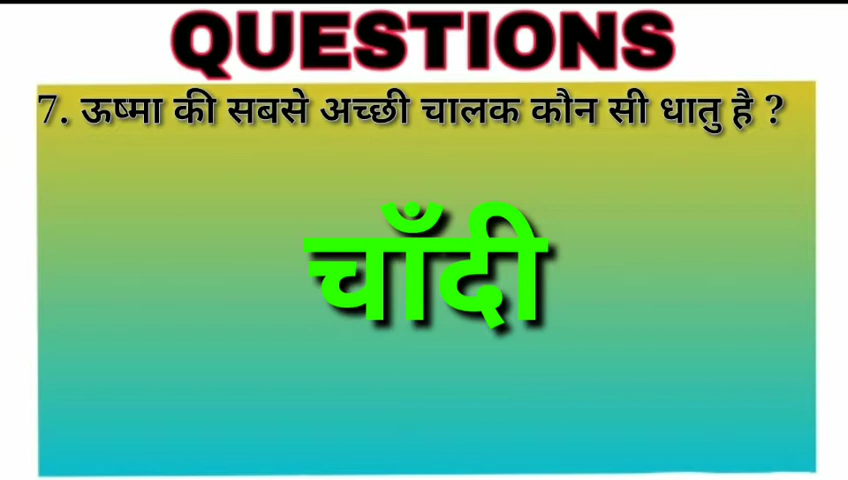 QUESTIONS
7. ऊष्मा की सबसे अच्छी चालक कौन सी धातु है ?
चाँदी